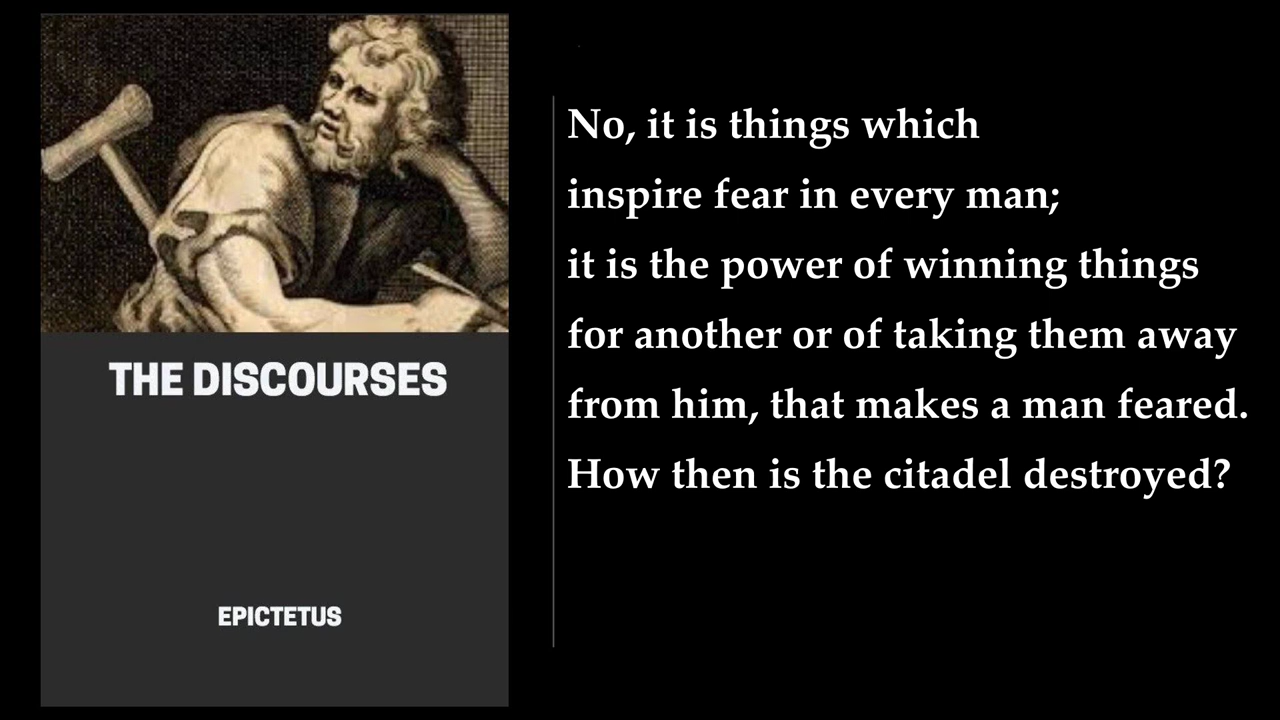 THE DISCOURSES
EPICTETUS
No, it is things which
inspire fear in every man;
it is the power of winning things
for another or of taking them away
from him, that makes a man feared.
How then is the citadel destroyed?